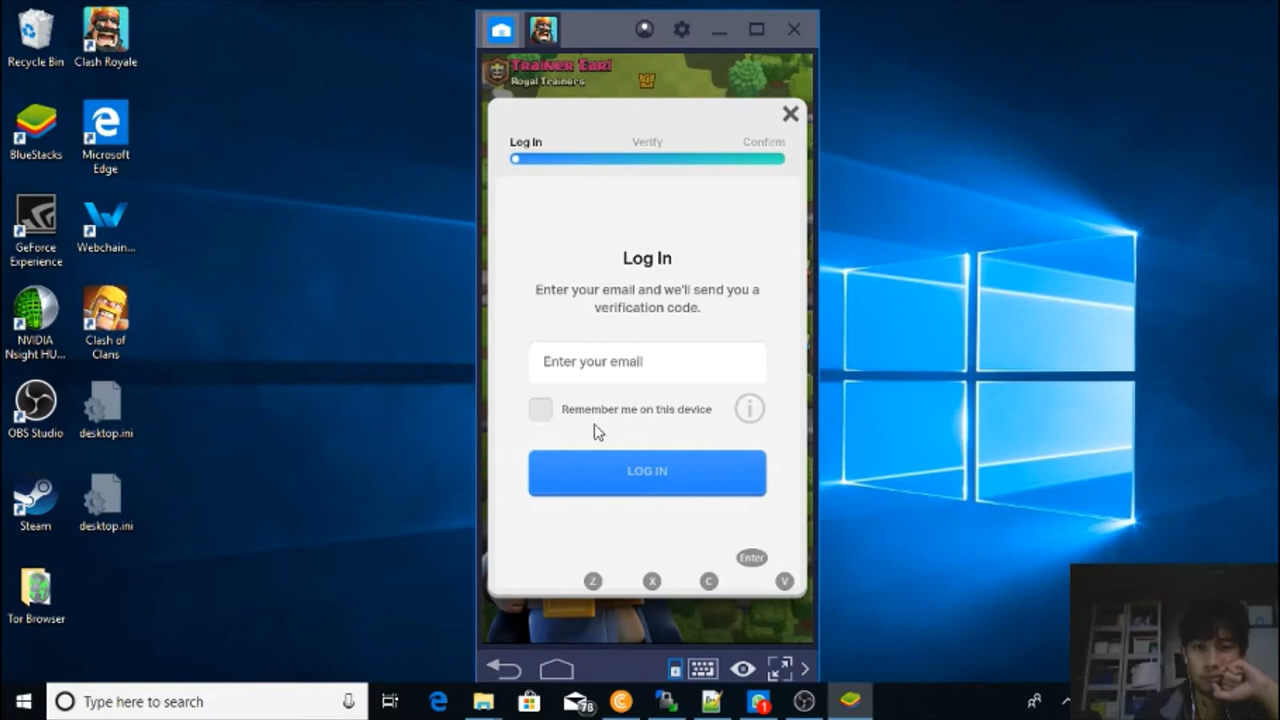 Recycle Bin
Clash Royale
BlueStacks
Microsoft
Edge
GeForce
Experience
Webchain...
NVIDIA
Nsight HU...
Clash of
Clans
OBS Studio
desktop.ini
Steam
desktop.ini
Tor Browser
Trainer Earl
Royal Trainers
Log In
Verify
Confirm
Log In
Enter your email and we'll send you a
verification code.
Enter your email
Remember me on this device
LOG IN
Enter
Z
X
C
V
Type here to search
78
1